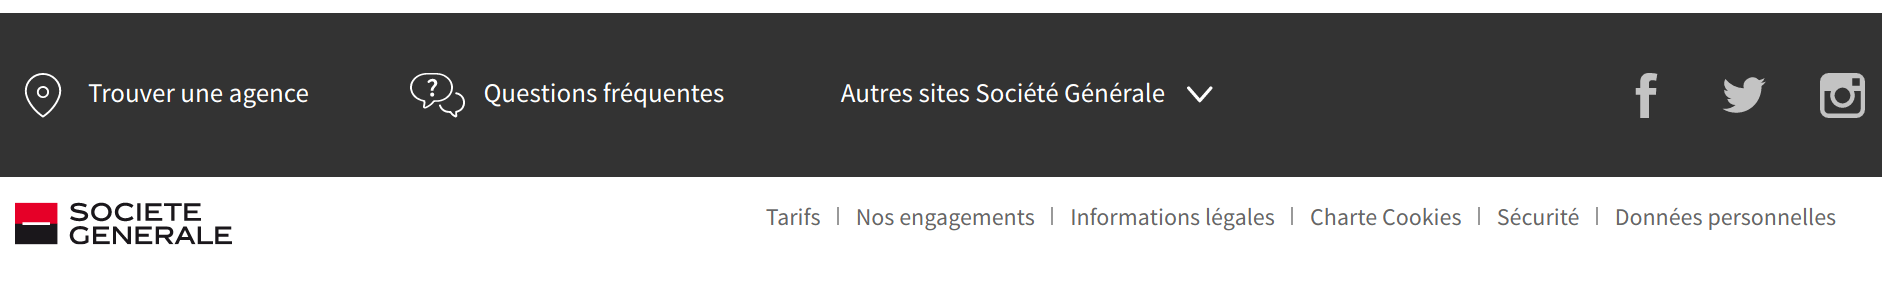 Trouver une agence
Questions fréquentes
Autres sites Société Générale
SOCIETE
GENERALE
Tarifs | Nos engagements | Informations légales | Charte Cookies | Sécurité | Données personnelles